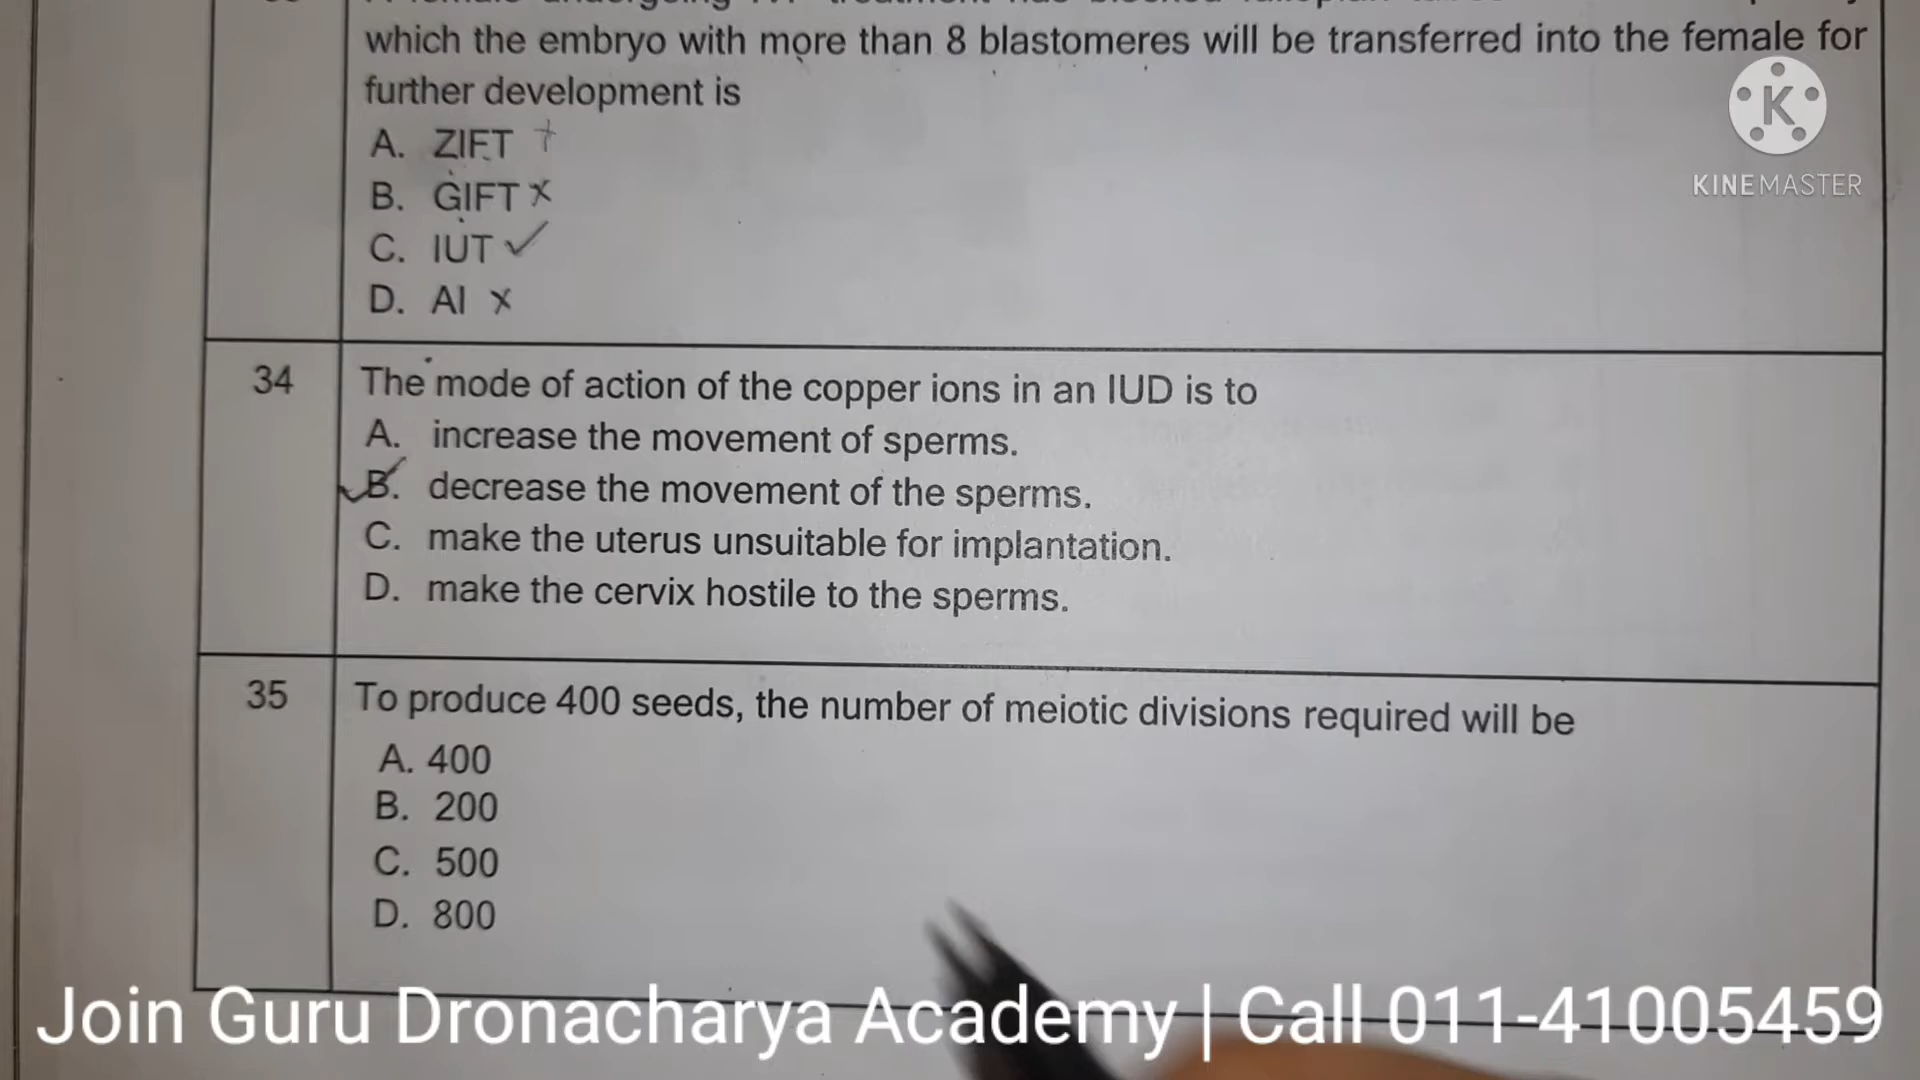 which the embryo with more than 8 blastomeres will be transferred into the female for
further development is
A. ZIFT
B. GIFT
C. IUT
D. AI
K
KINEMASTER
34 The mode of action of the copper ions in an IUD is to
A. increase the movement of sperms.
B. decrease the movement of the sperms.
C. make the uterus unsuitable for implantation.
D. make the cervix hostile to the sperms.
35 To produce 400 seeds, the number of meiotic divisions required will be
A. 400
B. 200
C. 500
D. 800
Join Guru Dronacharya Academy | Call 011-41005459